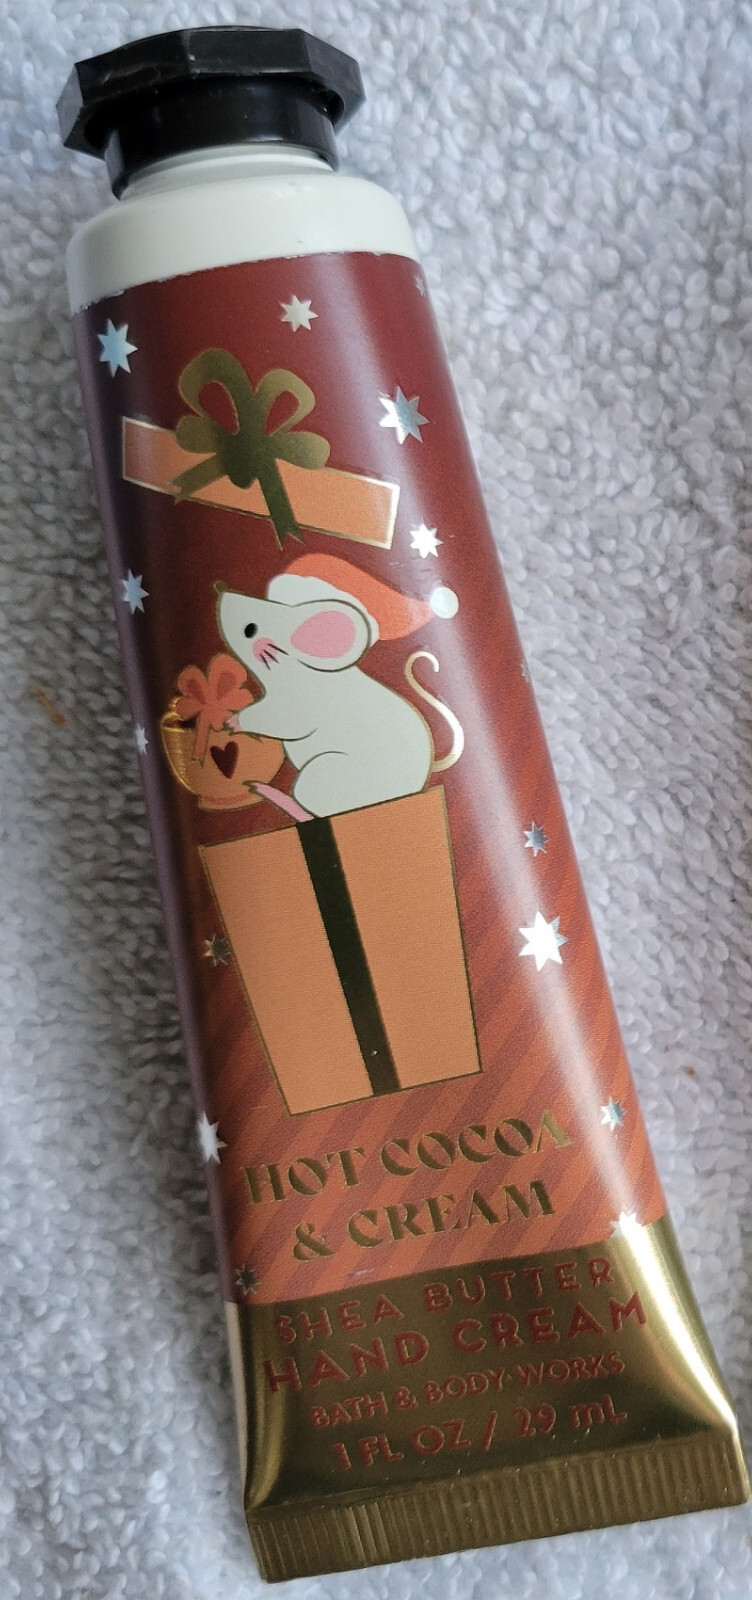 HOT COCOA
& CREAM
SHEA BUTTER
HAND CREAM
BATH & BODY WORKS
1 FL OZ / 29 mL